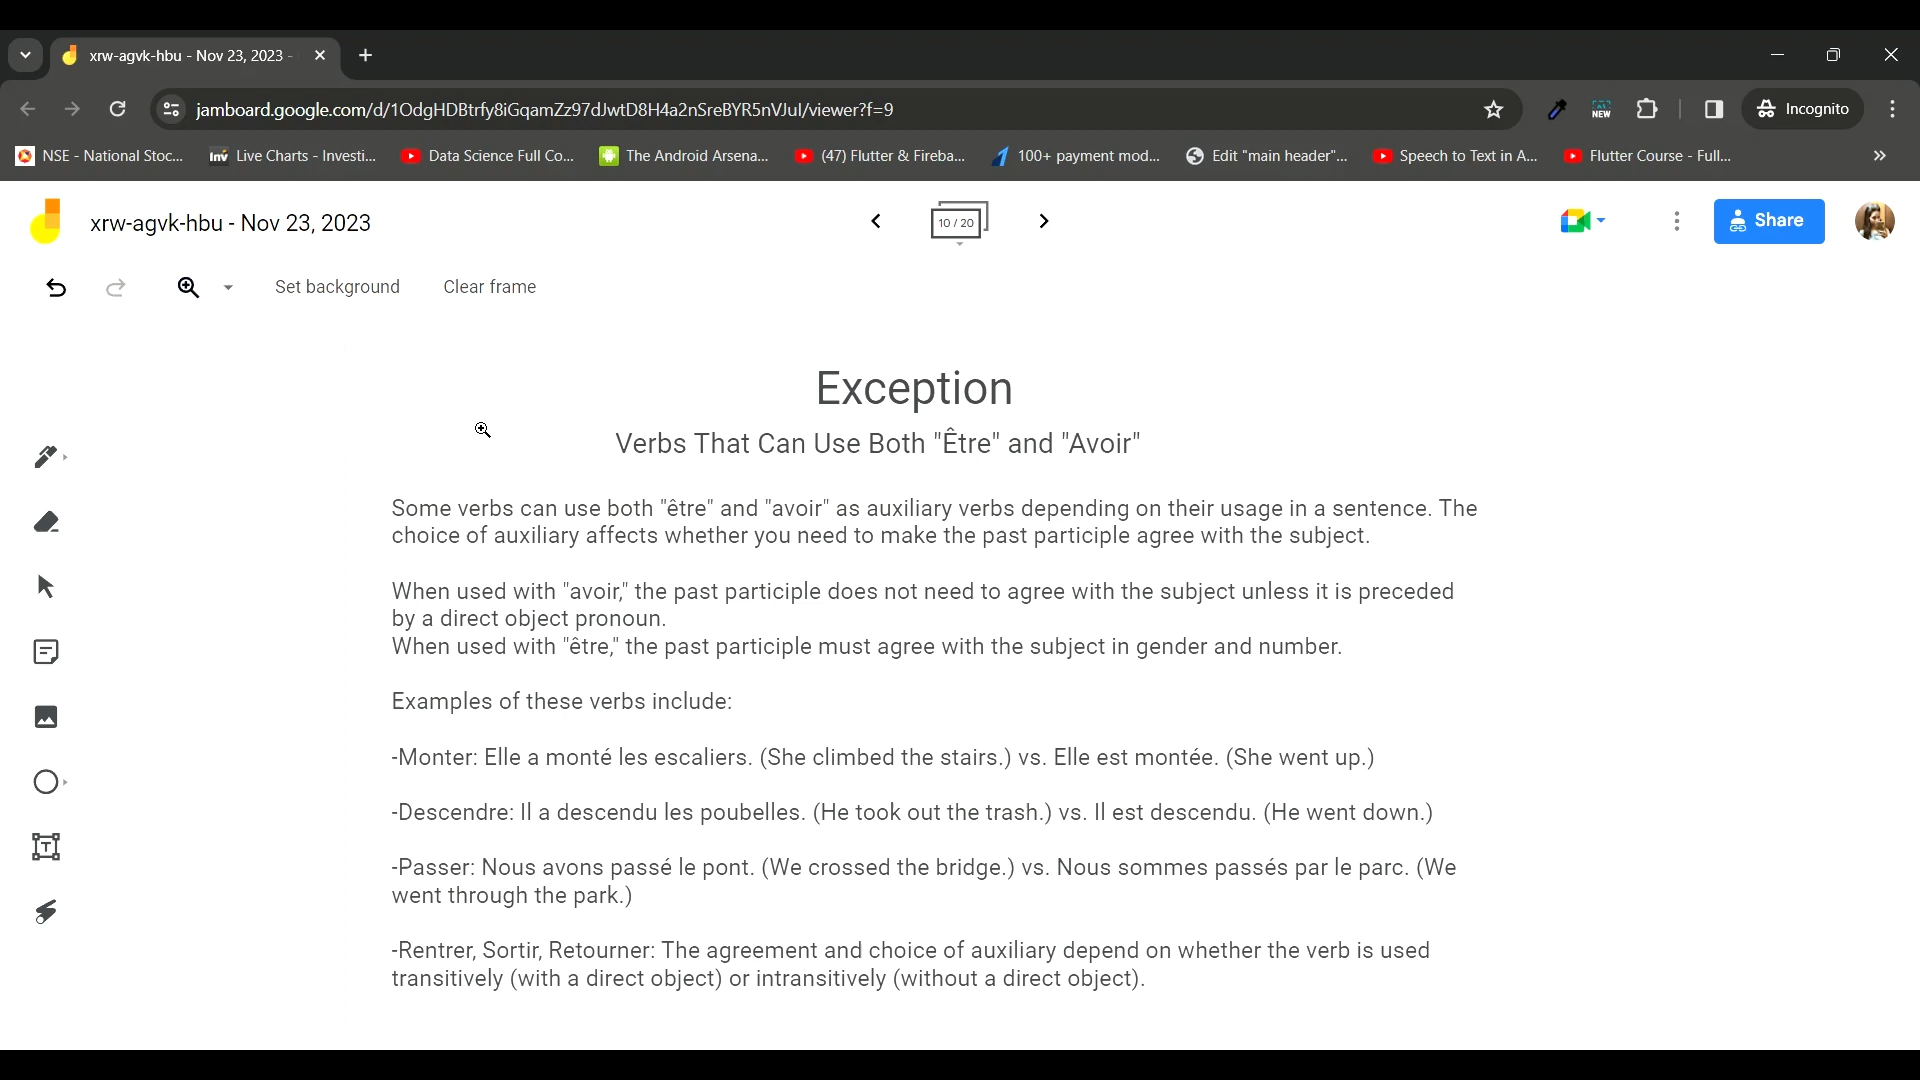 xrw-agvk-hbu - Nov 23, 2023 -
jamboard.google.com/d/1OdgHDBtrfy8iGqamZz97dJwtD8H4a2nSreBYR5nVJuI/viewer?f=9
NEW
Incognito
NSE - National Stoc...
Inv Live Charts - Investi...
Data Science Full Co...
The Android Arsena...
(47) Flutter & Fireba...
100+ payment mod...
Edit "main header"...
Speech to Text in A...
Flutter Course - Full...
xrw-agvk-hbu - Nov 23, 2023
10 / 20
Share
Set background
Clear frame
Exception
Verbs That Can Use Both "Être" and "Avoir"
Some verbs can use both "être" and "avoir" as auxiliary verbs depending on their usage in a sentence. The
choice of auxiliary affects whether you need to make the past participle agree with the subject.
When used with "avoir," the past participle does not need to agree with the subject unless it is preceded
by a direct object pronoun.
When used with "être," the past participle must agree with the subject in gender and number.
Examples of these verbs include:
-Monter: Elle a monté les escaliers. (She climbed the stairs.) vs. Elle est montée. (She went up.)
-Descendre: Il a descendu les poubelles. (He took out the trash.) vs. Il est descendu. (He went down.)
-Passer: Nous avons passé le pont. (We crossed the bridge.) vs. Nous sommes passés par le parc. (We
went through the park.)
-Rentrer, Sortir, Retourner: The agreement and choice of auxiliary depend on whether the verb is used
transitively (with a direct object) or intransitively (without a direct object).